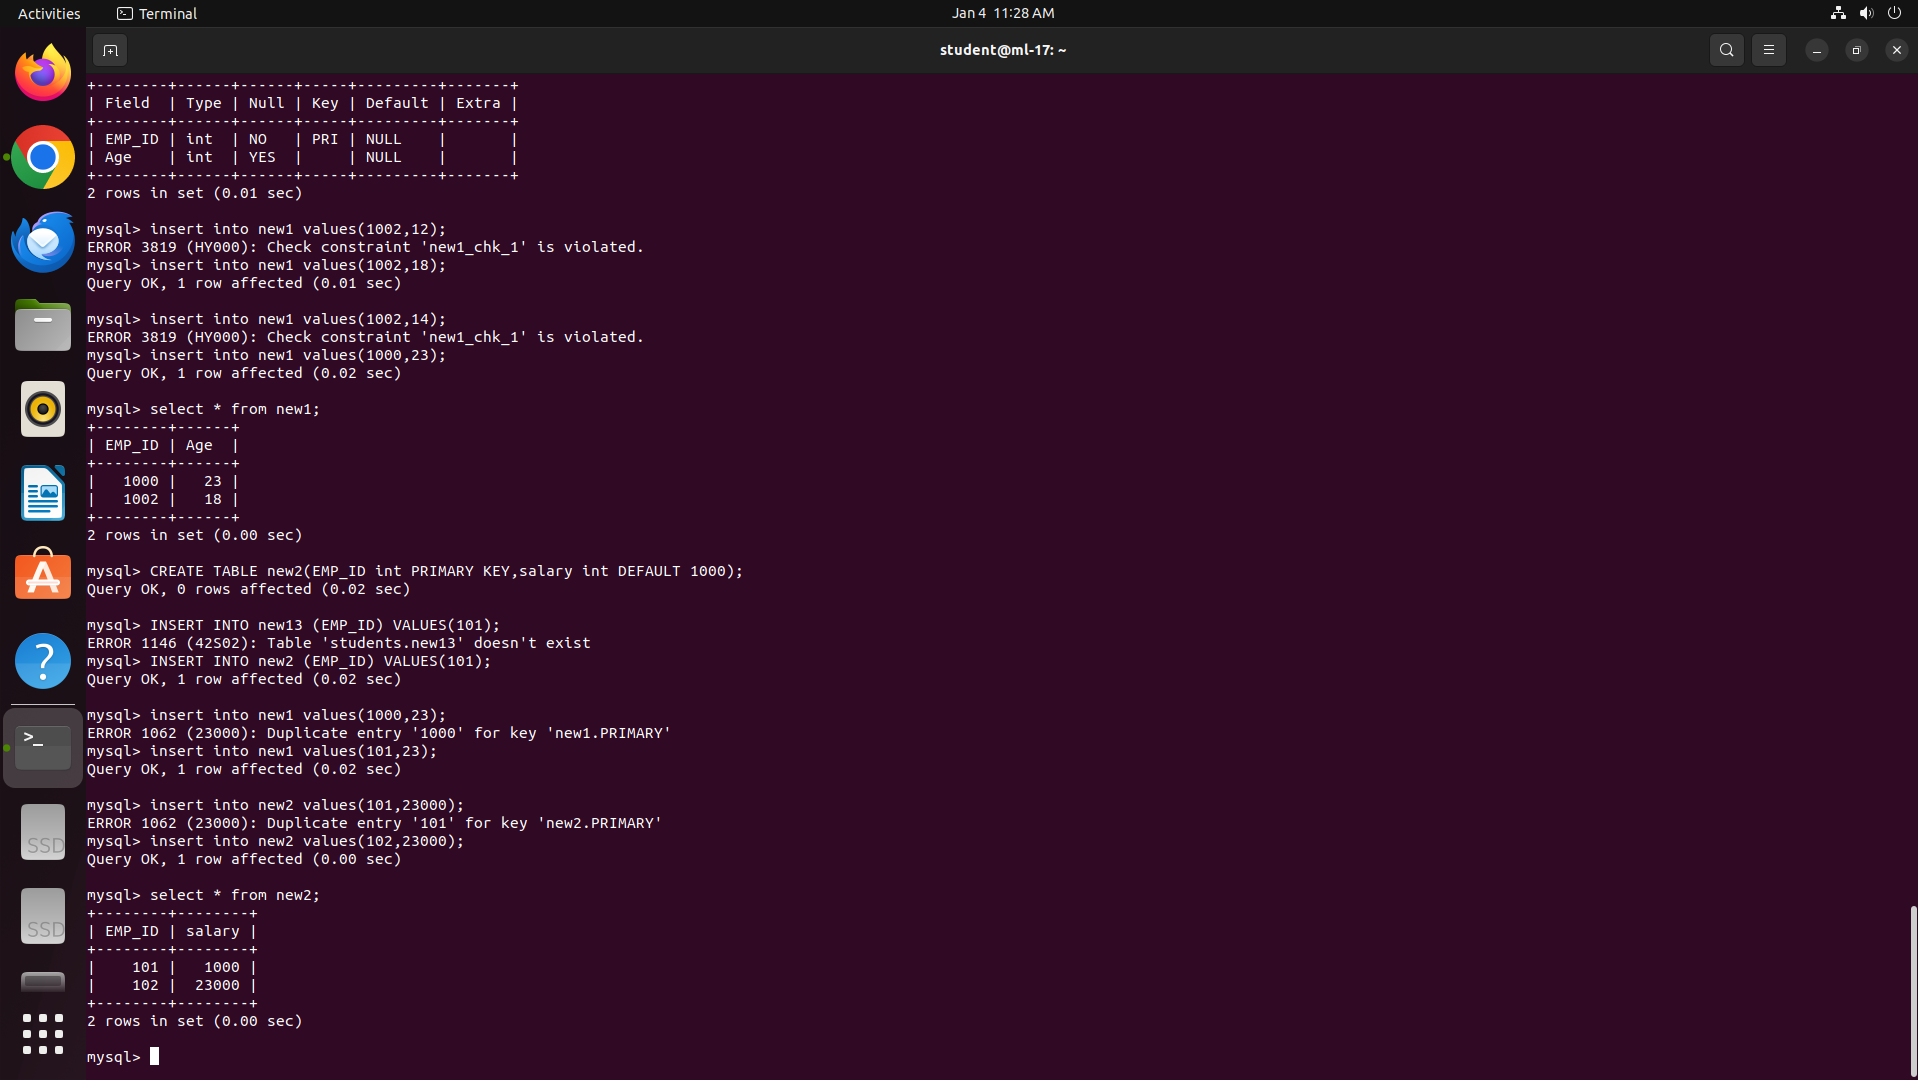 Activities
Terminal
Jan 4 11:28 AM
student@ml-17: ~
+--------+------+------+-----+---------+-------+
| Field  | Type | Null | Key | Default | Extra |
+--------+------+------+-----+---------+-------+
| EMP_ID | int  | NO   | PRI | NULL    |       |
| Age    | int  | YES  |     | NULL    |       |
+--------+------+------+-----+---------+-------+
2 rows in set (0.01 sec)
mysql> insert into new1 values(1002,12);
ERROR 3819 (HY000): Check constraint 'new1_chk_1' is violated.
mysql> insert into new1 values(1002,18);
Query OK, 1 row affected (0.01 sec)
mysql> insert into new1 values(1002,14);
ERROR 3819 (HY000): Check constraint 'new1_chk_1' is violated.
mysql> insert into new1 values(1000,23);
Query OK, 1 row affected (0.02 sec)
mysql> select * from new1;
+--------+------+
| EMP_ID | Age  |
+--------+------+
|   1000 |   23 |
|   1002 |   18 |
+--------+------+
2 rows in set (0.00 sec)
mysql> CREATE TABLE new2(EMP_ID int PRIMARY KEY,salary int DEFAULT 1000);
Query OK, 0 rows affected (0.02 sec)
mysql> INSERT INTO new13 (EMP_ID) VALUES(101);
ERROR 1146 (42S02): Table 'students.new13' doesn't exist
mysql> INSERT INTO new2 (EMP_ID) VALUES(101);
Query OK, 1 row affected (0.02 sec)
mysql> insert into new1 values(1000,23);
ERROR 1062 (23000): Duplicate entry '1000' for key 'new1.PRIMARY'
mysql> insert into new1 values(101,23);
Query OK, 1 row affected (0.02 sec)
mysql> insert into new2 values(101,23000);
ERROR 1062 (23000): Duplicate entry '101' for key 'new2.PRIMARY'
mysql> insert into new2 values(102,23000);
Query OK, 1 row affected (0.00 sec)
mysql> select * from new2;
+--------+--------+
| EMP_ID | salary |
+--------+--------+
|    101 |   1000 |
|    102 |  23000 |
+--------+--------+
2 rows in set (0.00 sec)
mysql>
SSD
SSD